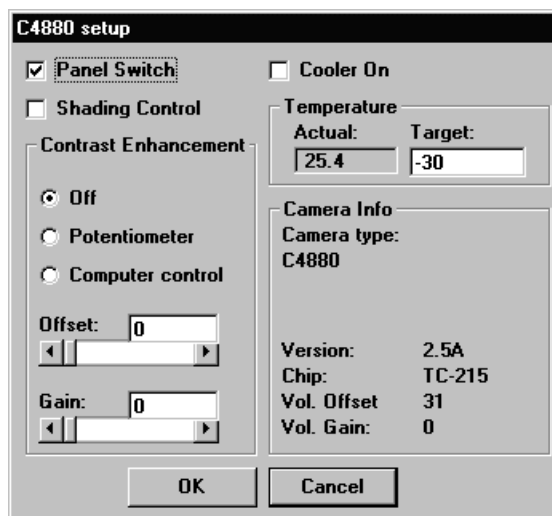 C4880 setup
Panel Switch
Cooler On
Shading Control
Temperature
Actual: Target:
25.4 -30
Contrast Enhancement
Off
Potentiometer
Computer control
Offset: 0
Gain: 0
Camera Info
Camera type:
C4880
Version: 2.5A
Chip: TC-215
Vol. Offset 31
Vol. Gain: 0
OK Cancel